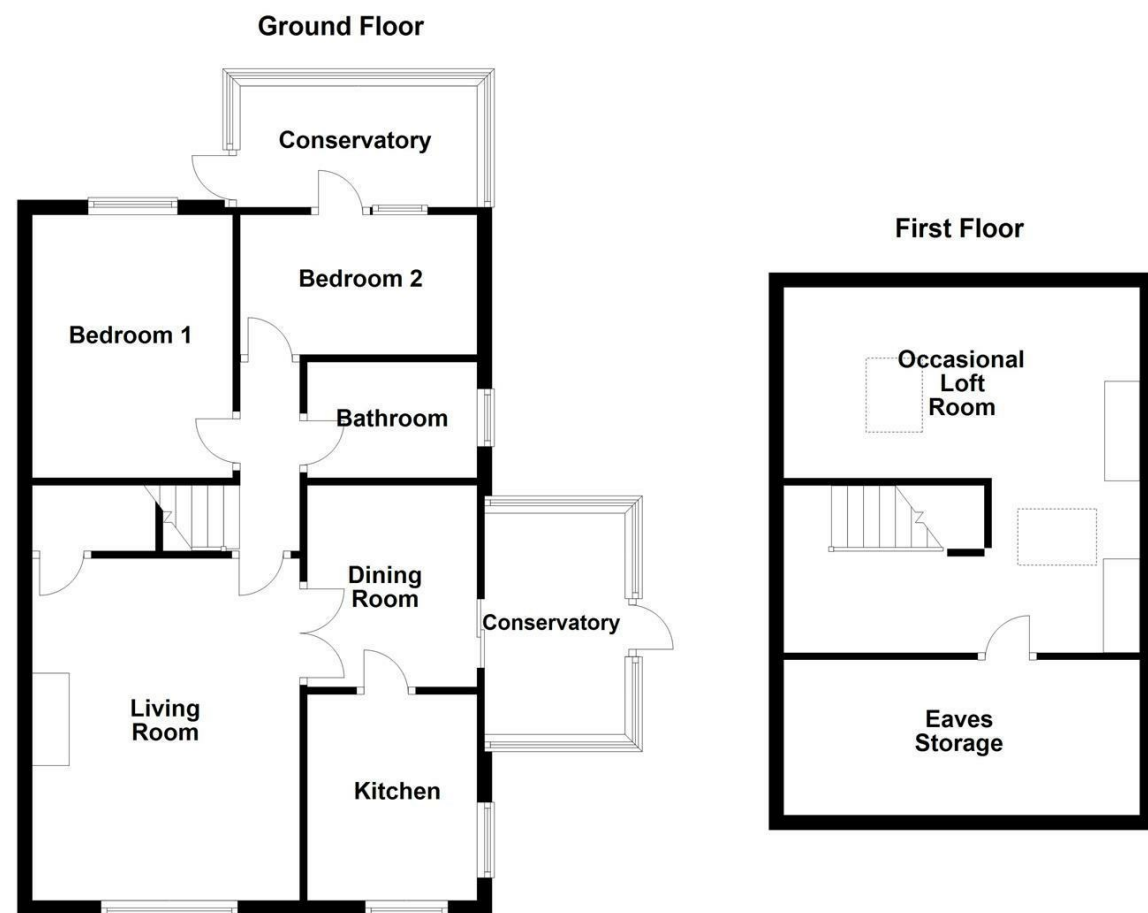 Ground Floor
Conservatory
Bedroom 2
Bedroom 1
Bathroom
Dining
Room
Conservatory
Living
Room
Kitchen
First Floor
Occasional
Loft
Room
Eaves
Storage